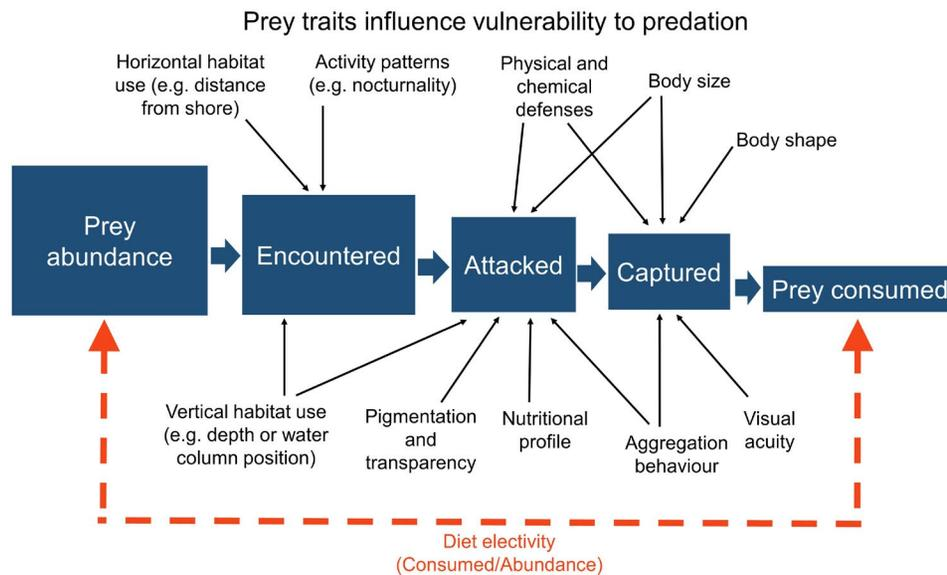 Prey traits influence vulnerability to predation
Horizontal habitat
use (e.g. distance
from shore)
Activity patterns
(e.g. nocturnality)
Physical and
chemical
defenses
Body size
Body shape
Prey
abundance
Encountered
Attacked
Captured
Prey consumed
Vertical habitat use
(e.g. depth or water
column position)
Pigmentation
and
transparency
Nutritional
profile
Aggregation
behaviour
Visual
acuity
Diet electivity
(Consumed/Abundance)